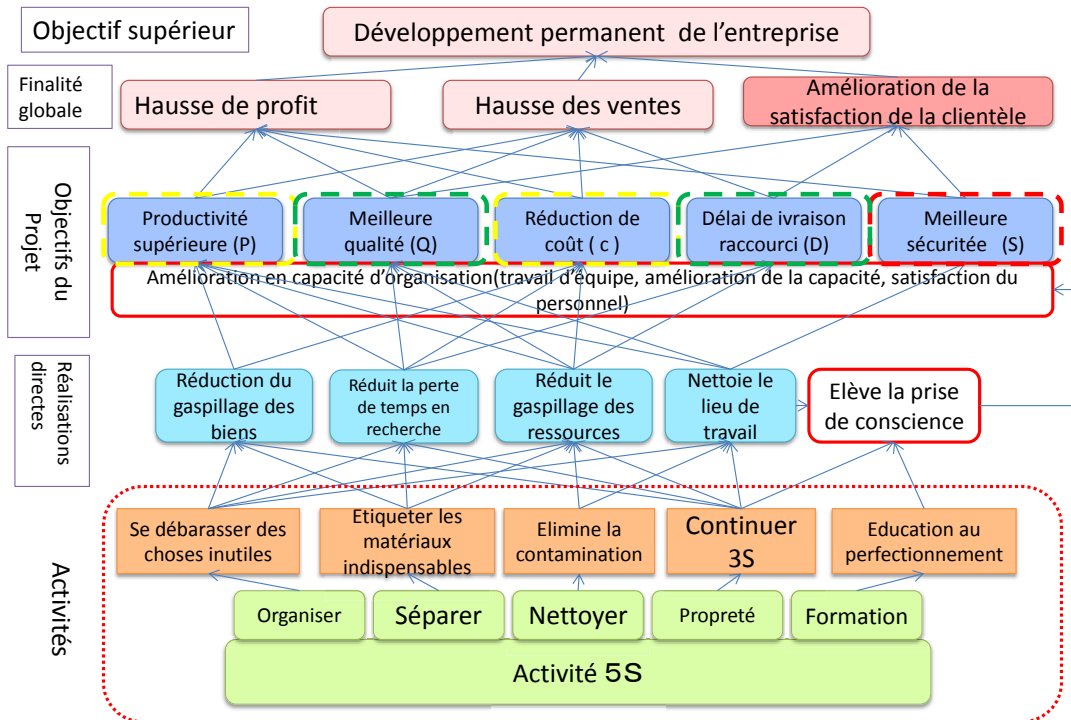 Objectif supérieur
Développement permanent de l'entreprise
Finalité
globale
Hausse de profit
Hausse des ventes
Amélioration de la
satisfaction de la clientèle
Objectifs du
Projet
Productivité
supérieure (P)
Meilleure
qualité (Q)
Réduction de
coût ( c )
Délai de ivraison
raccourci (D)
Meilleure
sécuritée (S)
Amélioration en capacité d'organisation(travail d'équipe, amélioration de la capacité, satisfaction du
personnel)
Réalisations
directes
Réduction du
gaspillage des
biens
Réduit la perte
de temps en
recherche
Réduit le
gaspillage des
ressources
Nettoie le
lieu de
travail
Elève la prise
de conscience
Activités
Se débarasser des
choses inutiles
Etiqueter les
matériaux
indispensables
Elimine la
contamination
Continuer
3S
Education au
perfectionnement
Organiser
Séparer
Nettoyer
Propreté
Formation
Activité 5S